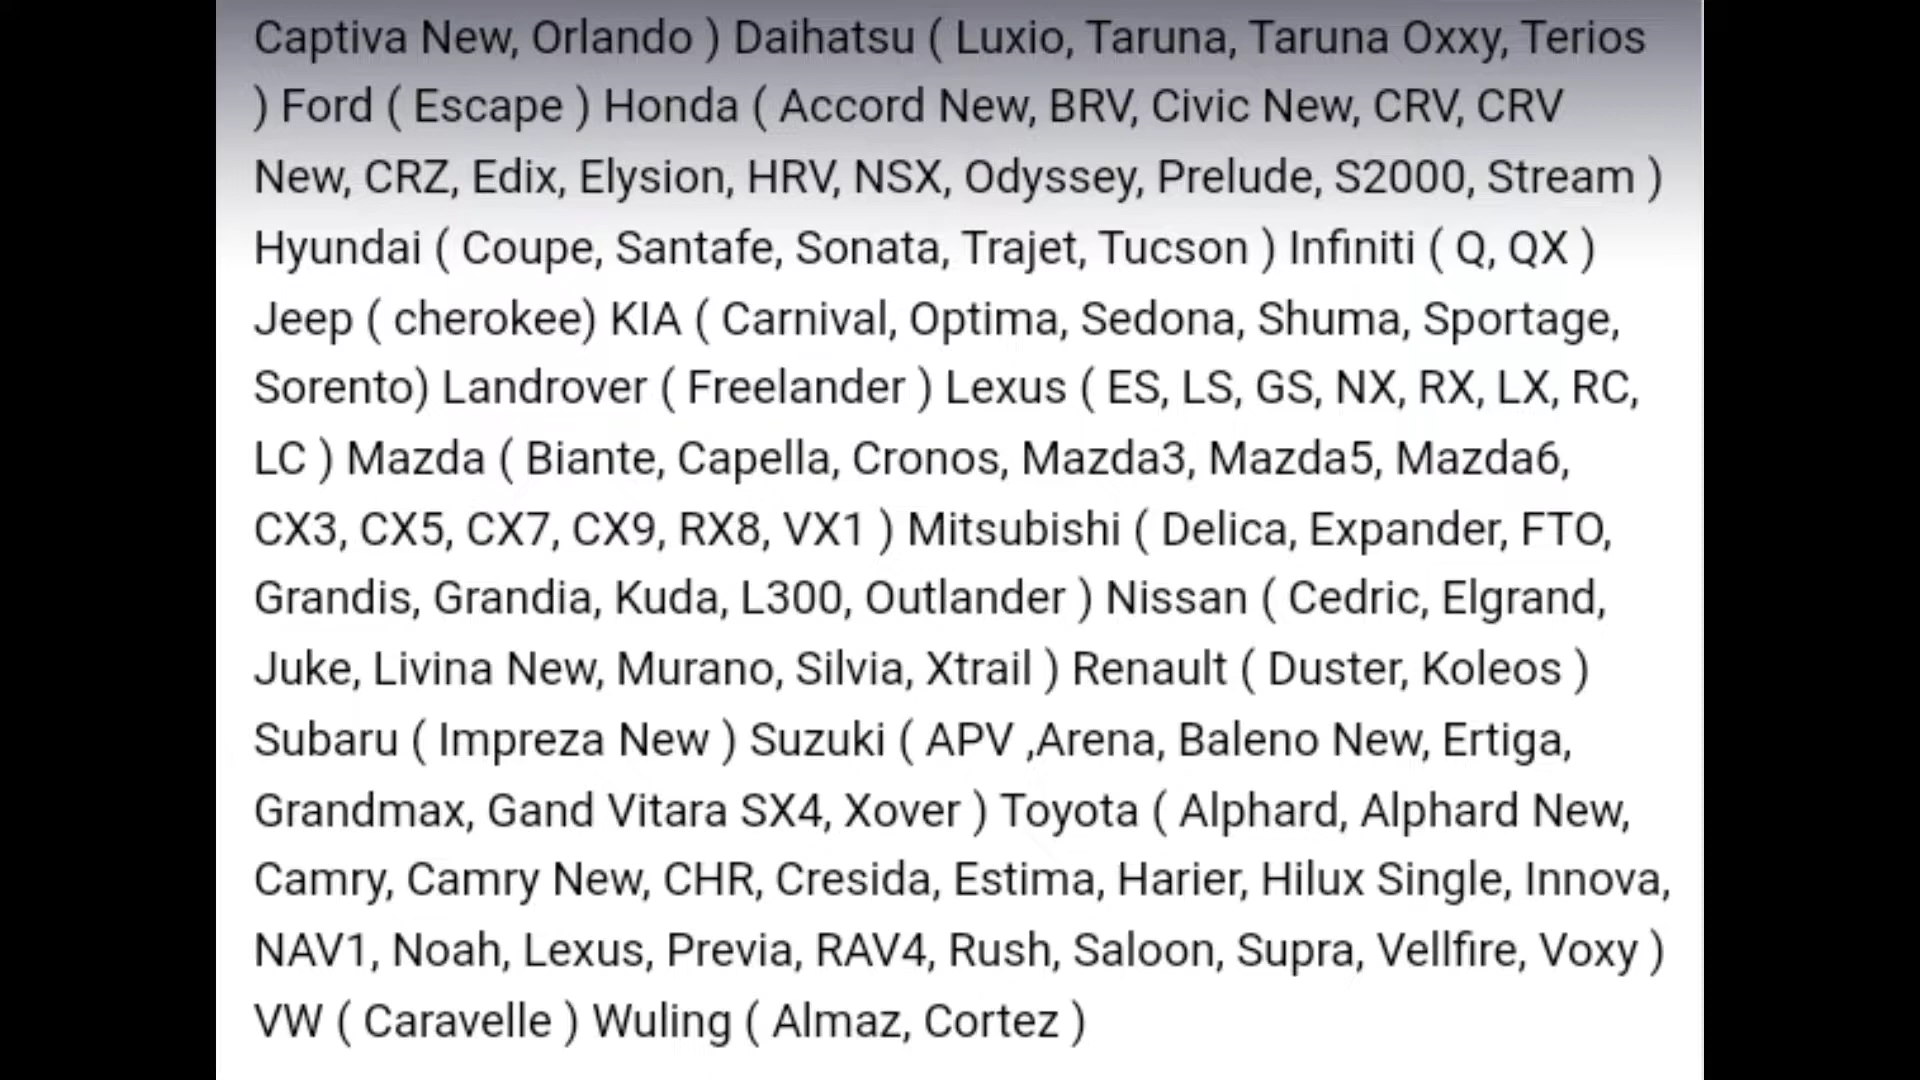 Captiva New, Orlando ) Daihatsu ( Luxio, Taruna, Taruna Oxxy, Terios
) Ford ( Escape ) Honda ( Accord New, BRV, Civic New, CRV, CRV
New, CRZ, Edix, Elysion, HRV, NSX, Odyssey, Prelude, S2000, Stream )
Hyundai ( Coupe, Santafe, Sonata, Trajet, Tucson ) Infiniti ( Q, QX )
Jeep ( cherokee) KIA ( Carnival, Optima, Sedona, Shuma, Sportage,
Sorento) Landrover ( Freelander ) Lexus ( ES, LS, GS, NX, RX, LX, RC,
LC ) Mazda ( Biante, Capella, Cronos, Mazda3, Mazda5, Mazda6,
CX3, CX5, CX7, CX9, RX8, VX1 ) Mitsubishi ( Delica, Expander, FTO,
Grandis, Grandia, Kuda, L300, Outlander ) Nissan ( Cedric, Elgrand,
Juke, Livina New, Murano, Silvia, Xtrail ) Renault ( Duster, Koleos )
Subaru ( Impreza New ) Suzuki ( APV ,Arena, Baleno New, Ertiga,
Grandmax, Gand Vitara SX4, Xover ) Toyota ( Alphard, Alphard New,
Camry, Camry New, CHR, Cresida, Estima, Harier, Hilux Single, Innova,
NAV1, Noah, Lexus, Previa, RAV4, Rush, Saloon, Supra, Vellfire, Voxy )
VW ( Caravelle ) Wuling ( Almaz, Cortez )